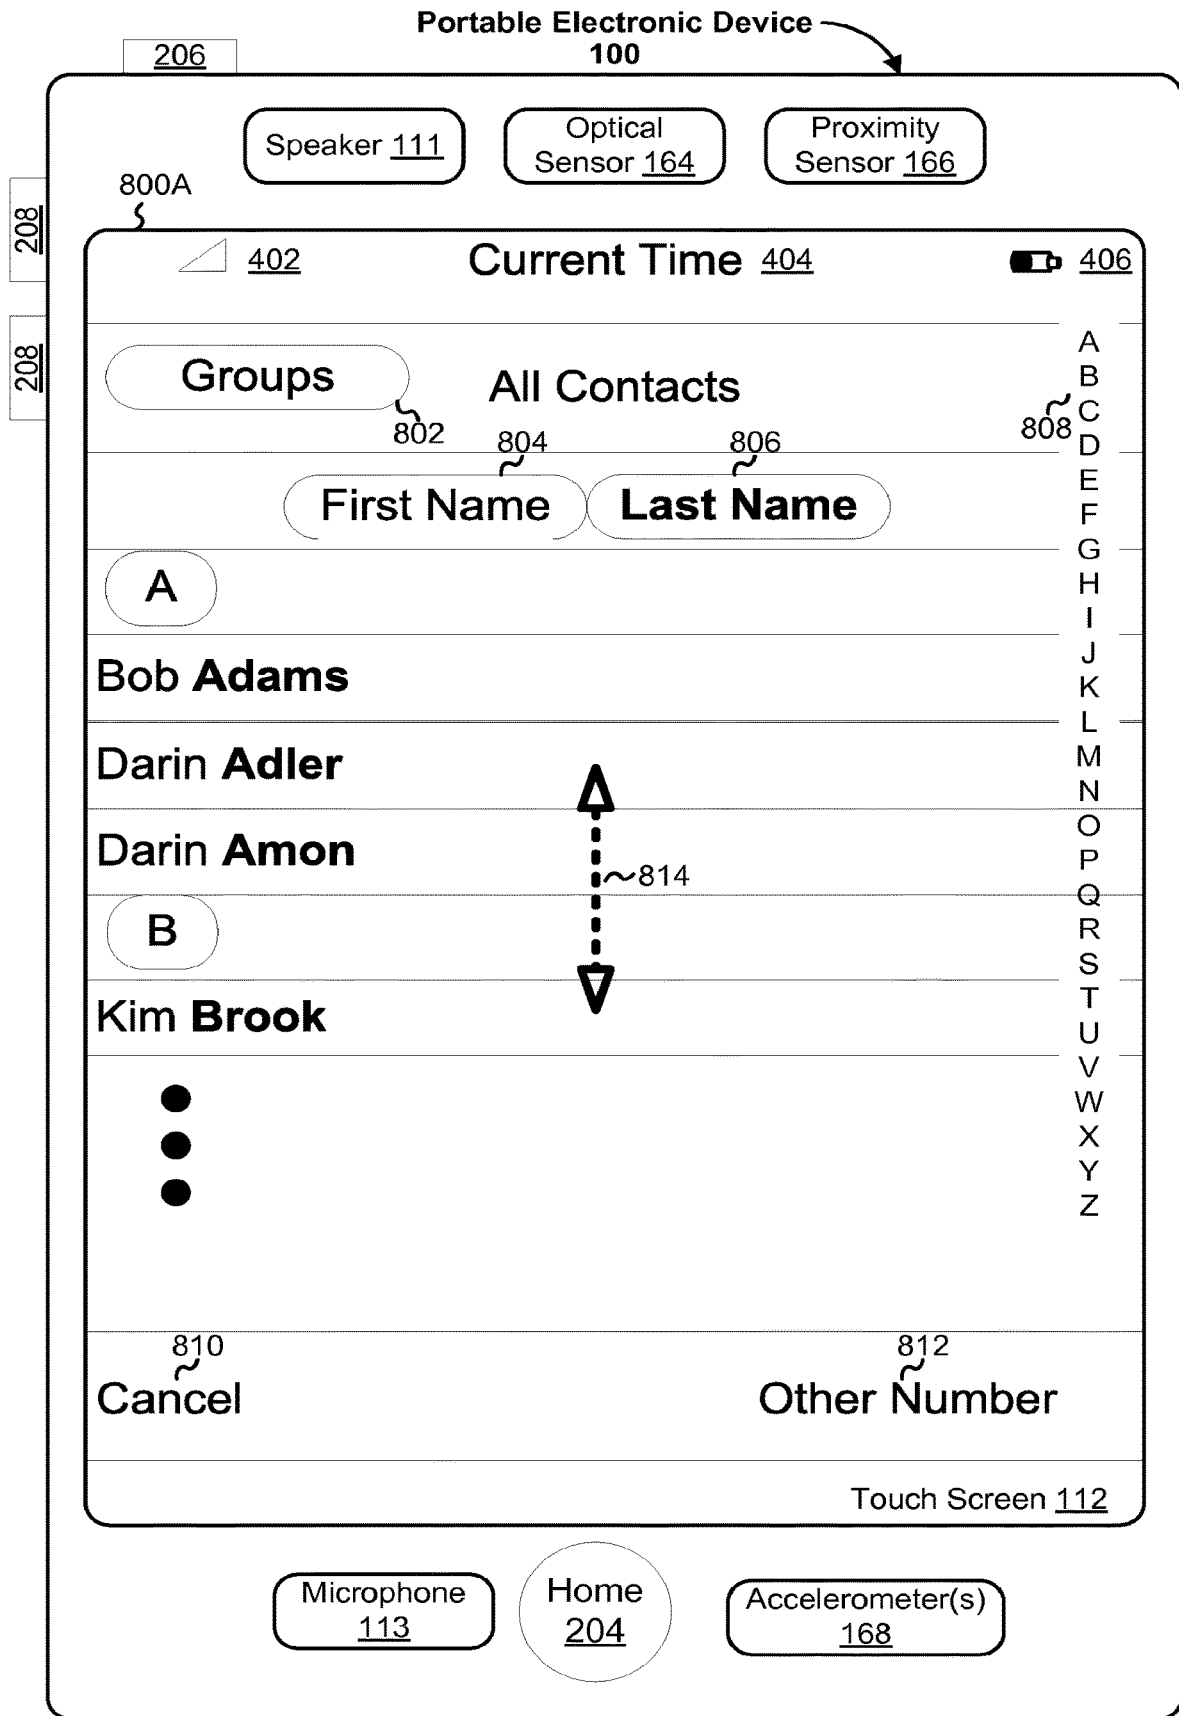 Portable Electronic Device
100
206
Speaker 111
Optical
Sensor 164
Proximity
Sensor 166
800A
208
208
402
Current Time 404
406
Groups
All Contacts
802
804
806
808
First Name
Last Name
A
Bob Adams
Darin Adler
Darin Amon
814
B
Kim Brook
A
B
C
D
E
F
G
H
I
J
K
L
M
N
O
P
Q
R
S
T
U
V
W
X
Y
Z
810
812
Cancel
Other Number
Touch Screen 112
Microphone
113
Home
204
Accelerometer(s)
168